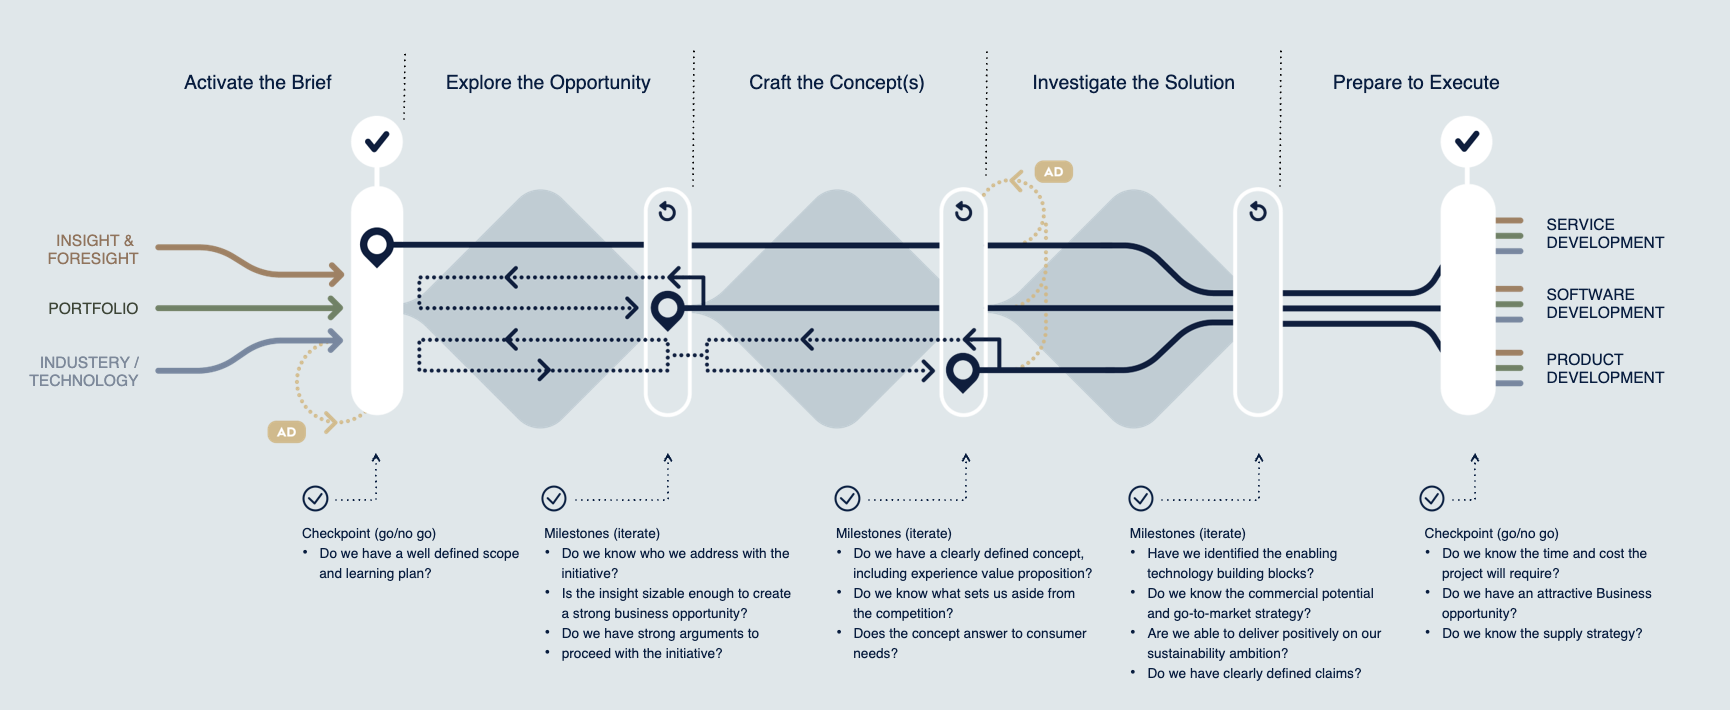 Activate the Brief
Explore the Opportunity
Craft the Concept(s)
Investigate the Solution
Prepare to Execute
AD
INSIGHT &
FORESIGHT
PORTFOLIO
INDUSTERY /
TECHNOLOGY
AD
SERVICE
DEVELOPMENT
SOFTWARE
DEVELOPMENT
PRODUCT
DEVELOPMENT
Checkpoint (go/no go)
• Do we have a well defined scope
and learning plan?
Milestones (iterate)
• Do we know who we address with the
initiative?
• Is the insight sizable enough to create
a strong business opportunity?
• Do we have strong arguments to
• proceed with the initiative?
Milestones (iterate)
• Do we have a clearly defined concept,
including experience value proposition?
• Do we know what sets us aside from
the competition?
• Does the concept answer to consumer
needs?
Milestones (iterate)
• Have we identified the enabling
technology building blocks?
• Do we know the commercial potential
and go-to-market strategy?
• Are we able to deliver positively on our
sustainability ambition?
• Do we have clearly defined claims?
Checkpoint (go/no go)
• Do we know the time and cost the
project will require?
• Do we have an attractive Business
opportunity?
• Do we know the supply strategy?